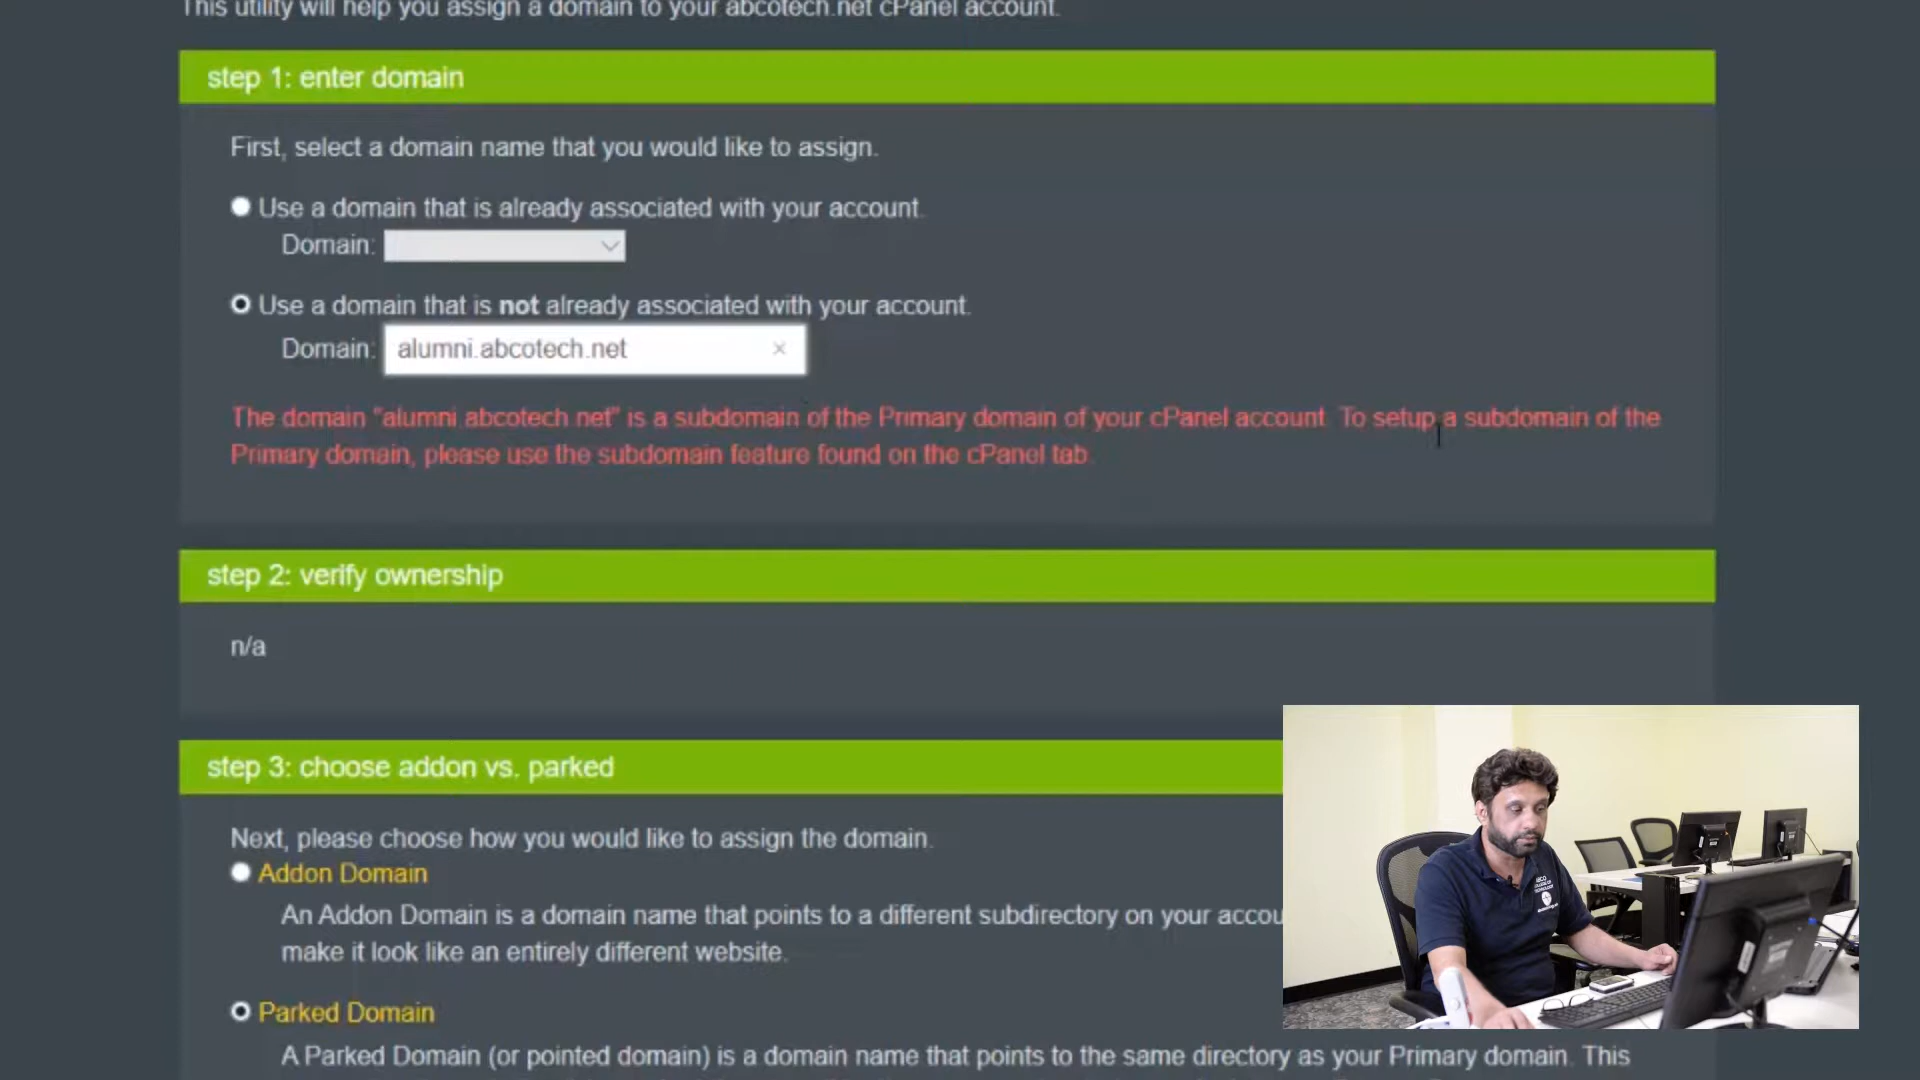 This utility will help you assign a domain to your abcotech.net cPanel account.
step 1: enter domain
First, select a domain name that you would like to assign.
Use a domain that is already associated with your account.
Domain:
Use a domain that is not already associated with your account.
Domain: alumni.abcotech.net ×
The domain "alumni.abcotech.net" is a subdomain of the Primary domain of your cPanel account. To setup a subdomain of the
Primary domain, please use the subdomain feature found on the cPanel tab.
step 2: verify ownership
n/a
step 3: choose addon vs. parked
Next, please choose how you would like to assign the domain.
Addon Domain
An Addon Domain is a domain name that points to a different subdirectory on your accou
make it look like an entirely different website.
Parked Domain
A Parked Domain (or pointed domain) is a domain name that points to the same directory as your Primary domain. This